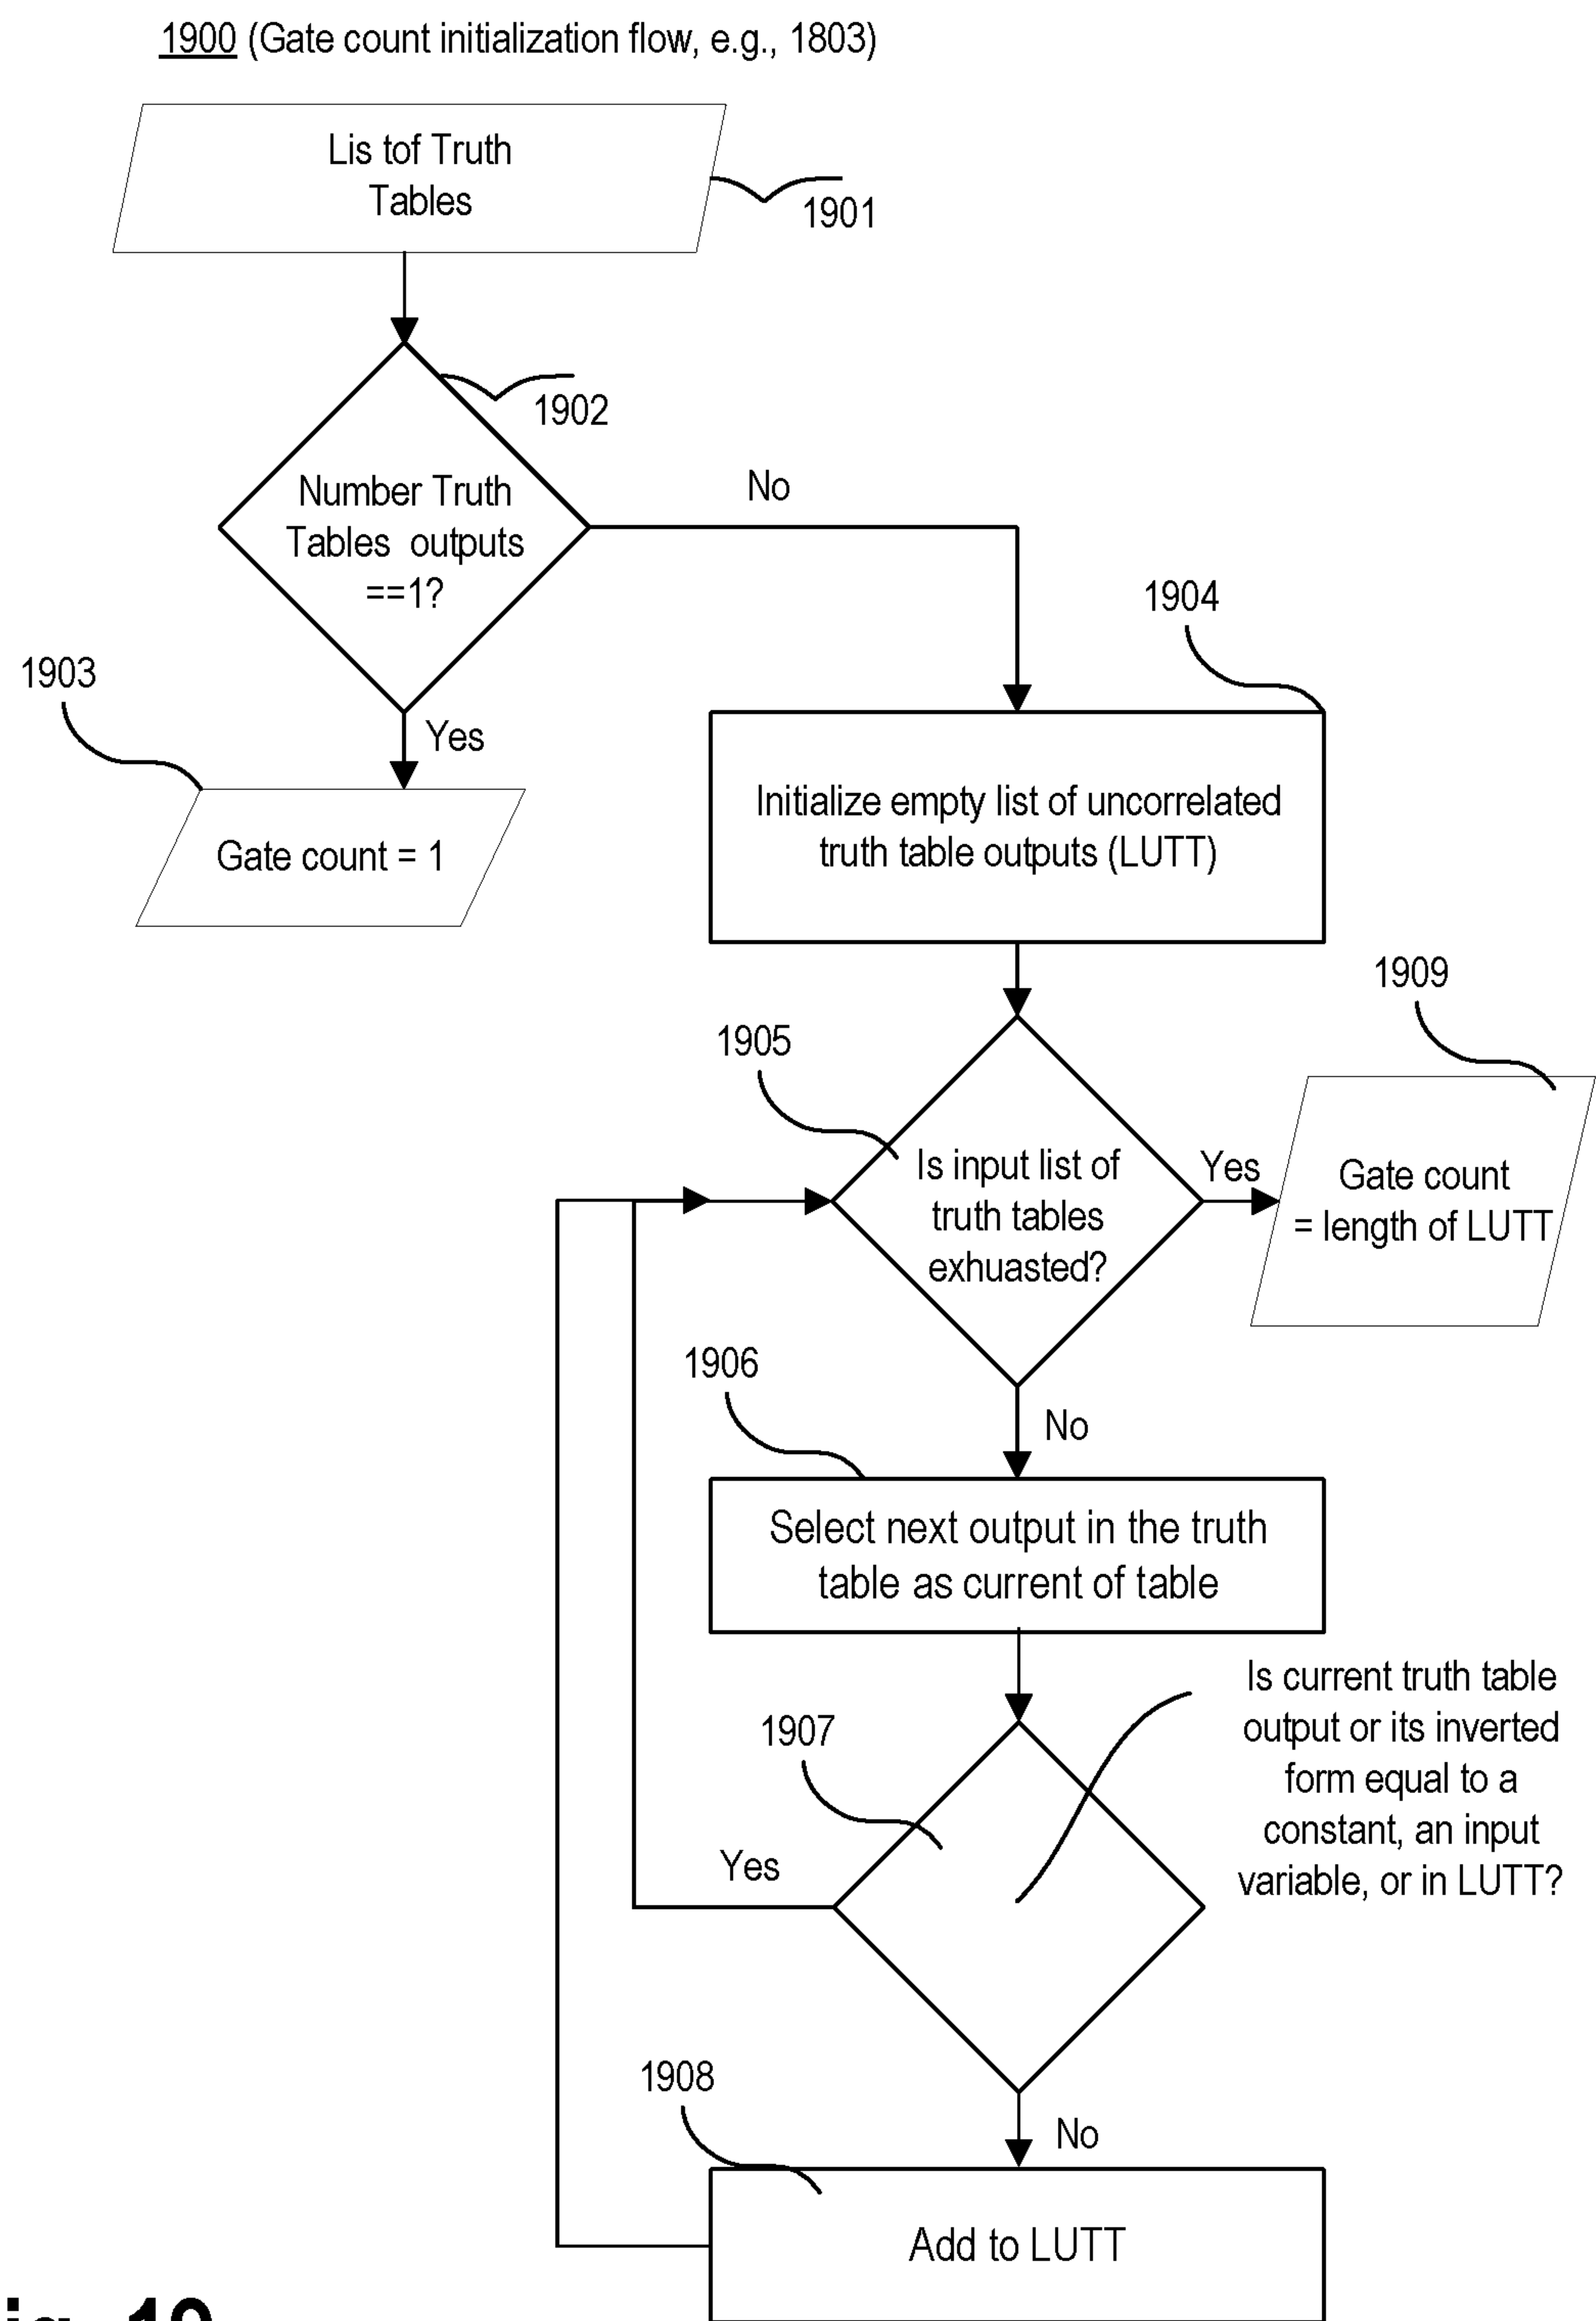 1900 (Gate count initialization flow, e.g., 1803)
Lis tof Truth
Tables
1901
1902
Number Truth
Tables outputs
==1?
No
1903
Yes
Gate count = 1
1904
Initialize empty list of uncorrelated
truth table outputs (LUTT)
1909
1905
Is input list of
truth tables
exhuasted?
Yes
Gate count
= length of LUTT
1906
No
Select next output in the truth
table as current of table
1907
Is current truth table
output or its inverted
form equal to a
constant, an input
variable, or in LUTT?
Yes
1908
No
Add to LUTT